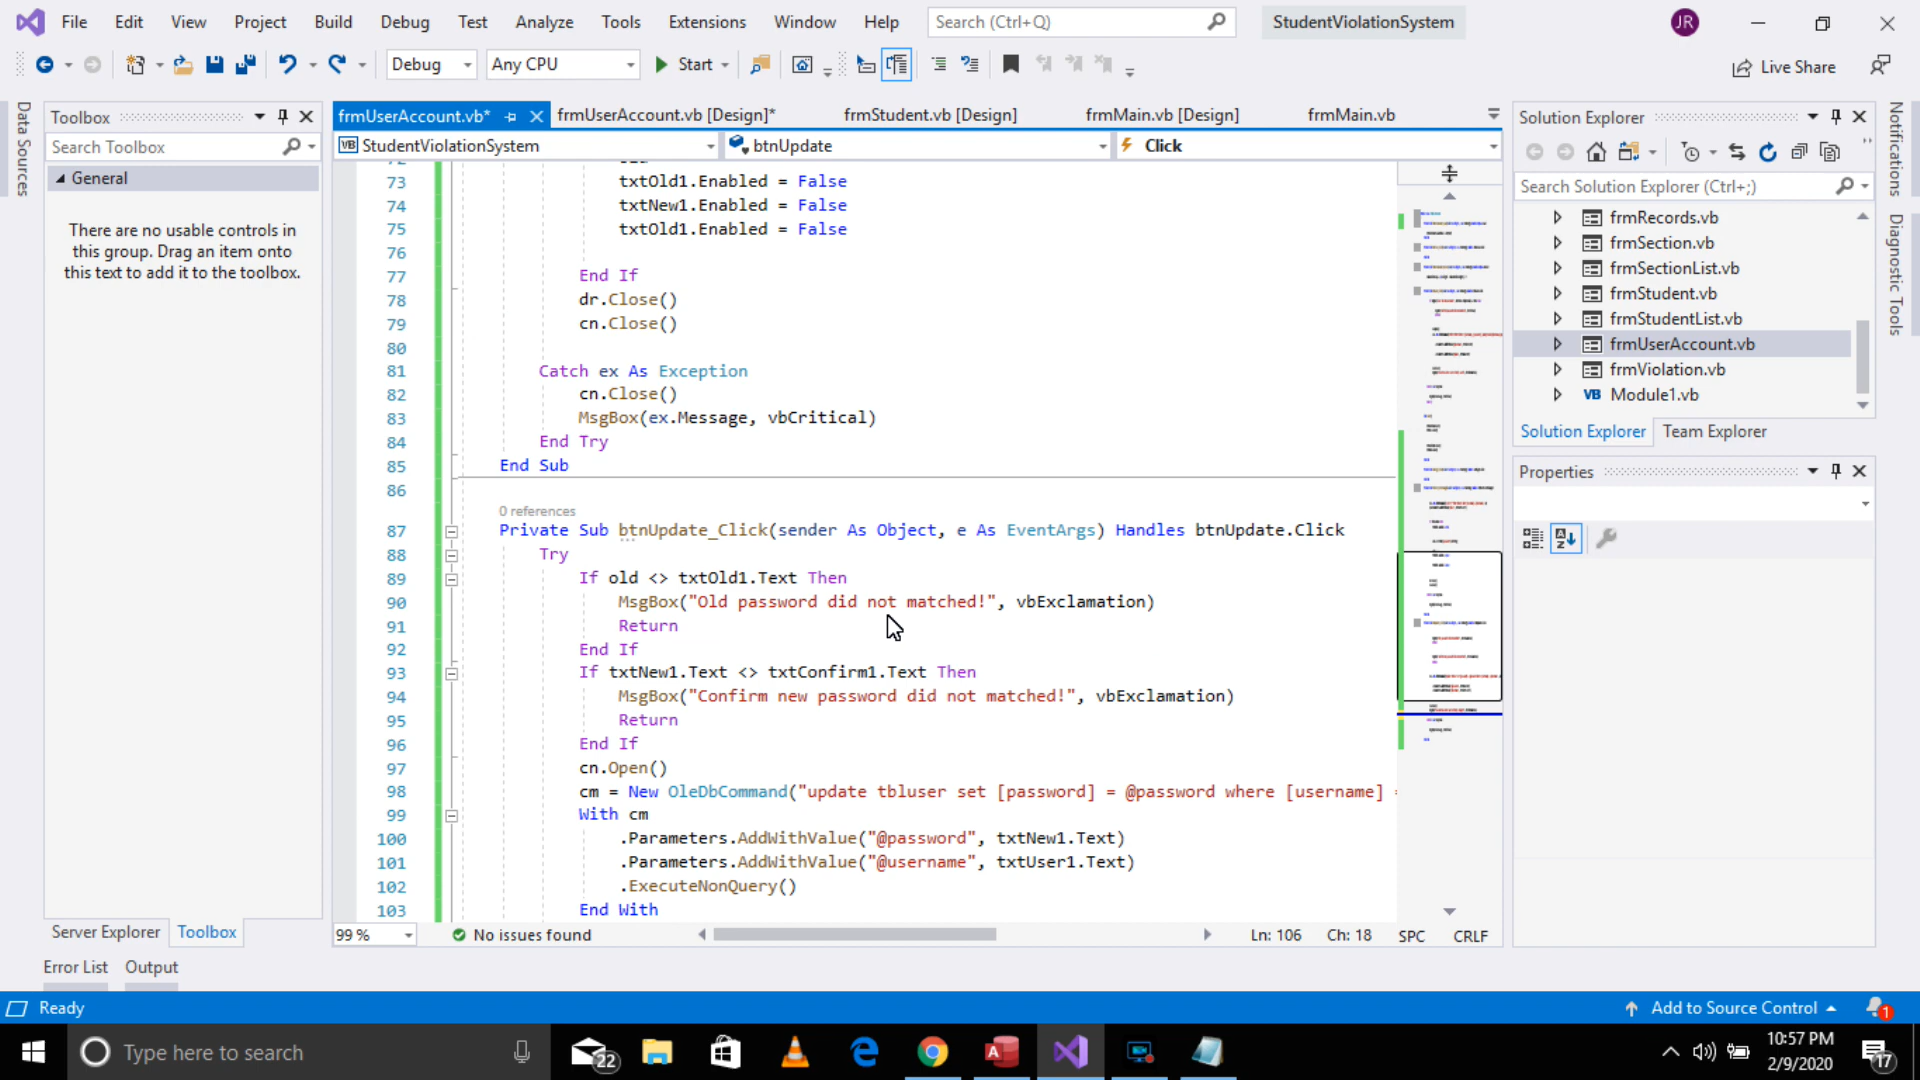 File Edit View Project Build Debug Test Analyze Tools Extensions Window Help Search (Ctrl+Q) StudentViolationSystem JR
Debug Any CPU Start Live Share
Data Sources
Toolbox
Search Toolbox
General
There are no usable controls in
this group. Drag an item onto
this text to add it to the toolbox.
Server Explorer Toolbox
frmUserAccount.vb* frmUserAccount.vb [Design]* frmStudent.vb [Design] frmMain.vb [Design] frmMain.vb
StudentViolationSystem btnUpdate Click
73 txtOld1.Enabled = False
74 txtNew1.Enabled = False
75 txtOld1.Enabled = False
76
77 End If
78 dr.Close()
79 cn.Close()
80
81 Catch ex As Exception
82 cn.Close()
83 MsgBox(ex.Message, vbCritical)
84 End Try
85 End Sub
86
0 references
87 Private Sub btnUpdate_Click(sender As Object, e As EventArgs) Handles btnUpdate.Click
88 Try
89 If old <> txtOld1.Text Then
90 MsgBox("Old password did not matched!", vbExclamation)
91 Return
92 End If
93 If txtNew1.Text <> txtConfirm1.Text Then
94 MsgBox("Confirm new password did not matched!", vbExclamation)
95 Return
96 End If
97 cn.Open()
98 cm = New OleDbCommand("update tbluser set [password] = @password where [username]
99 With cm
100 .Parameters.AddWithValue("@password", txtNew1.Text)
101 .Parameters.AddWithValue("@username", txtUser1.Text)
102 .ExecuteNonQuery()
103 End With
99 % No issues found Ln: 106 Ch: 18 SPC CRLF
Solution Explorer
Search Solution Explorer (Ctrl+;)
frmRecords.vb
frmSection.vb
frmSectionList.vb
frmStudent.vb
frmStudentList.vb
frmUserAccount.vb
frmViolation.vb
VB Module1.vb
Solution Explorer Team Explorer
Properties
Notifications
Diagnostic Tools
Error List Output
Ready Add to Source Control 1
Type here to search 22 10:57 PM
2/9/2020 17